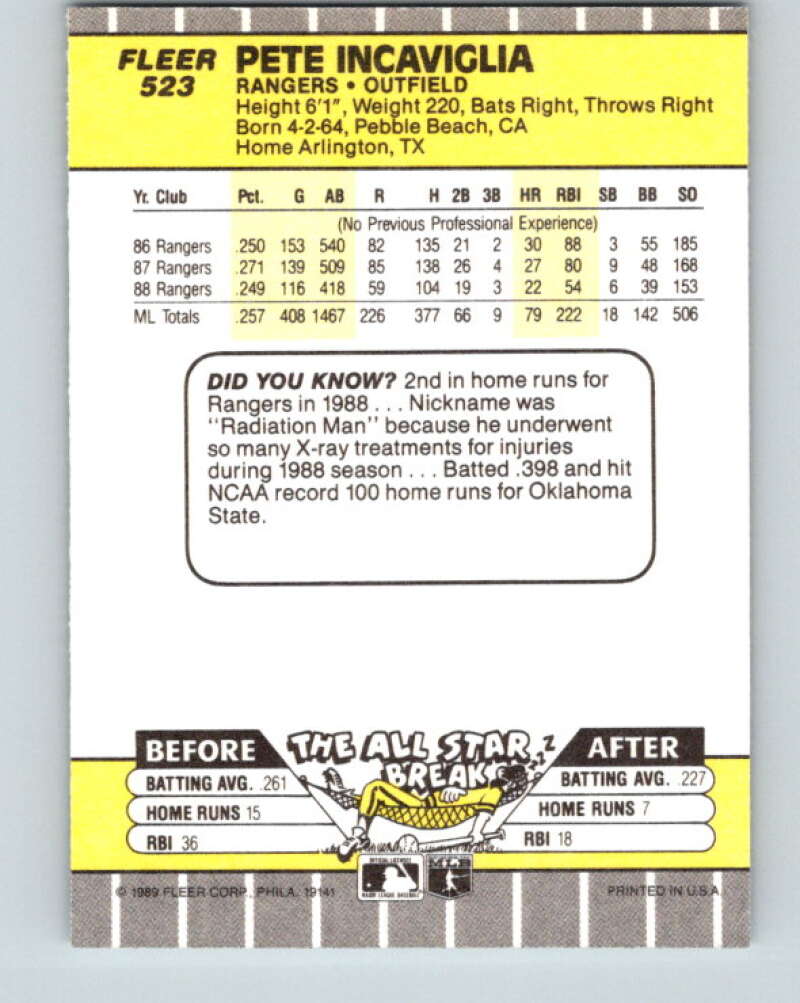 FLEER PETE INCAVIGLIA
523 RANGERS • OUTFIELD
Height 6'1", Weight 220, Bats Right, Throws Right
Born 4-2-64, Pebble Beach, CA
Home Arlington, TX
Yr. Club Pct. G AB R H 2B 3B HR RBI SB BB SO
(No Previous Professional Experience)
86 Rangers .250 153 540 82 135 21 2 30 88 3 55 185
87 Rangers .271 139 509 85 138 26 4 27 80 9 48 168
88 Rangers .249 116 418 59 104 19 3 22 54 6 39 153
ML Totals .257 408 1467 226 377 66 9 79 222 18 142 506
DID YOU KNOW? 2nd in home runs for
Rangers in 1988 . . . Nickname was
"Radiation Man" because he underwent
so many X-ray treatments for injuries
during 1988 season . . . Batted .398 and hit
NCAA record 100 home runs for Oklahoma
State.
BEFORE THE ALL STAR BREAK ZZZZ AFTER
BATTING AVG. .261 BATTING AVG. .227
HOME RUNS 15 HOME RUNS 7
RBI 36 RBI 18
OFFICIAL LICENSEE
MAJOR LEAGUE BASEBALL
© 1989 FLEER CORP., PHILA. 19141 PRINTED IN U.S.A.